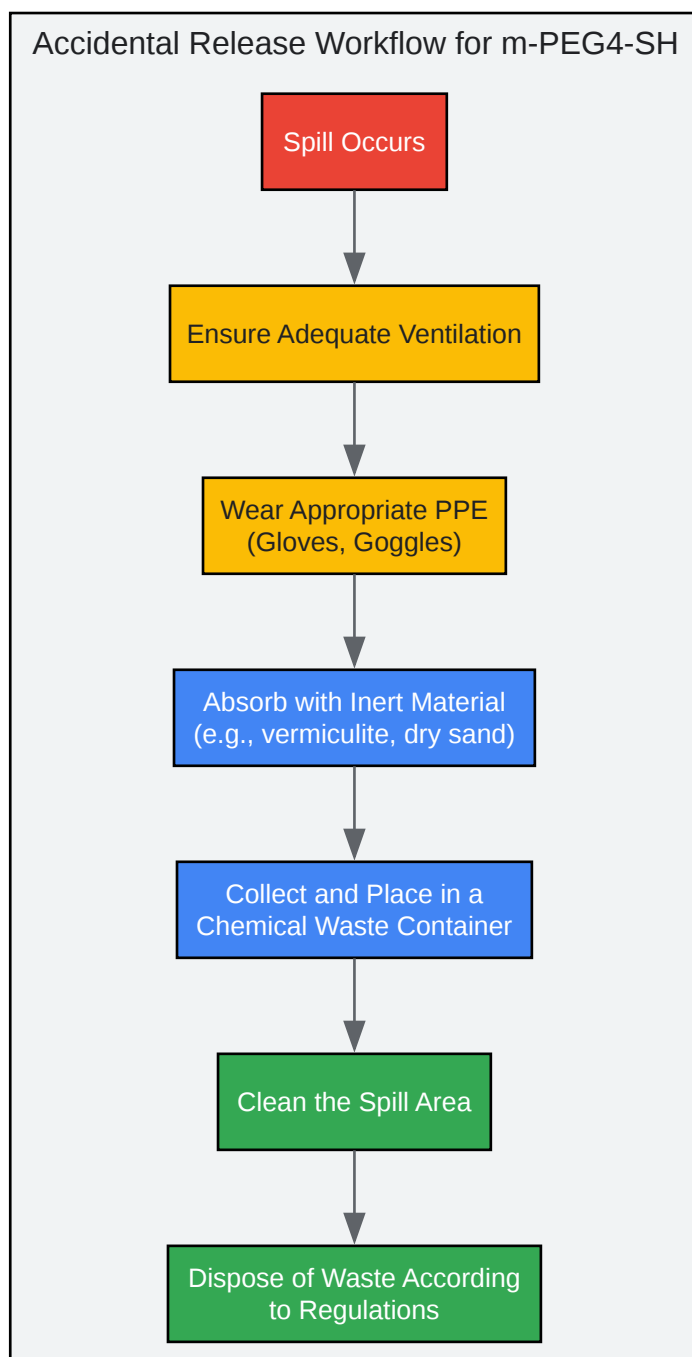 Accidental Release Workflow for m-PEG4-SH
Spill Occurs
Ensure Adequate Ventilation
Wear Appropriate PPE
(Gloves, Goggles)
Absorb with Inert Material
(e.g., vermiculite, dry sand)
Collect and Place in a
Chemical Waste Container
Clean the Spill Area
Dispose of Waste According
to Regulations